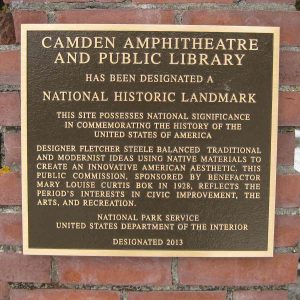 CAMDEN AMPHITHEATRE
AND PUBLIC LIBRARY
HAS BEEN DESIGNATED A
NATIONAL HISTORIC LANDMARK
THIS SITE POSSESSES NATIONAL SIGNIFICANCE
IN COMMEMORATING THE HISTORY OF THE
UNITED STATES OF AMERICA
DESIGNER FLETCHER STEELE BALANCED TRADITIONAL
AND MODERNIST IDEAS USING NATIVE MATERIALS TO
CREATE AN INNOVATIVE AMERICAN AESTHETIC. THIS
PUBLIC COMMISSION, SPONSORED BY BENEFACTOR
MARY LOUISE CURTIS BOK IN 1928, REFLECTS THE
PERIOD'S INTERESTS IN CIVIC IMPROVEMENT, THE
ARTS, AND RECREATION.
NATIONAL PARK SERVICE
UNITED STATES DEPARTMENT OF THE INTERIOR
DESIGNATED 2013